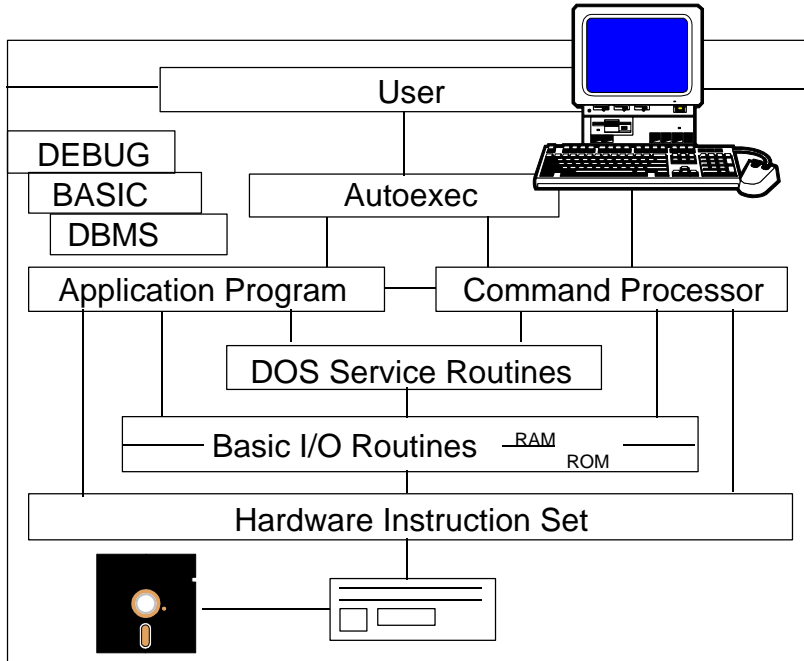 User
DEBUG
BASIC
DBMS
Autoexec
Application Program
Command Processor
DOS Service Routines
Basic I/O Routines
RAM
ROM
Hardware Instruction Set